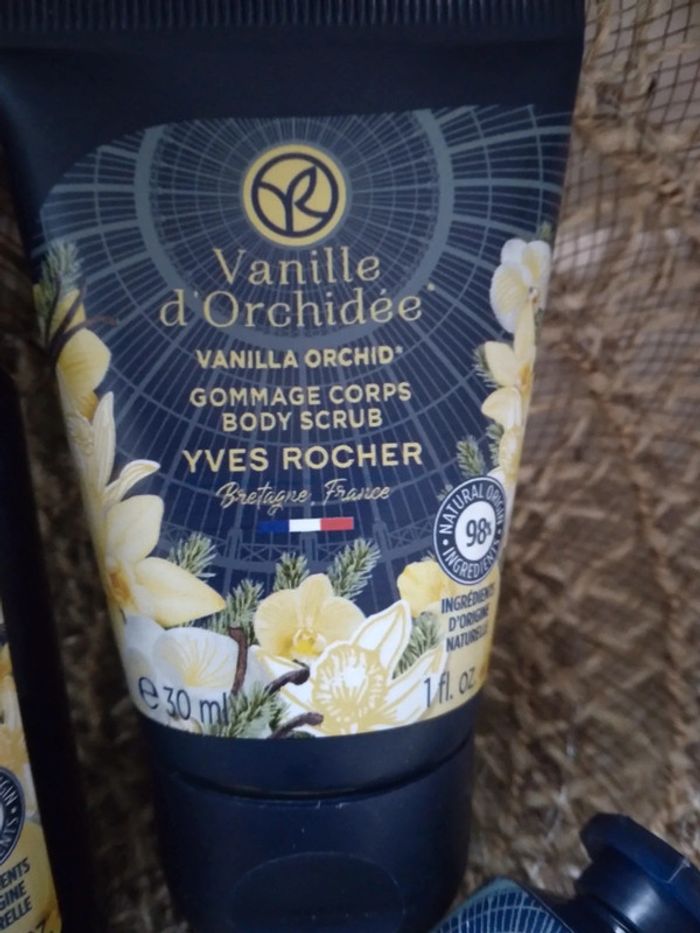 YR
Vanille
d'Orchidée*
VANILLA ORCHID*
GOMMAGE CORPS
BODY SCRUB
YVES ROCHER
Bretagne, France
NATURAL ORIGIN
98%
INGREDIENTS
INGRÉDIENTS
D'ORIGINE
NATURELLE
e 30 ml
1 fl. oz